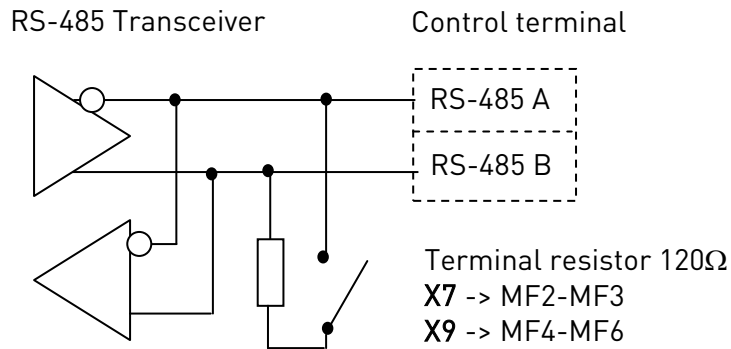 RS-485 Transceiver
Control terminal
RS-485 A
RS-485 B
Terminal resistor 120Ω
X7 -> MF2-MF3
X9 -> MF4-MF6